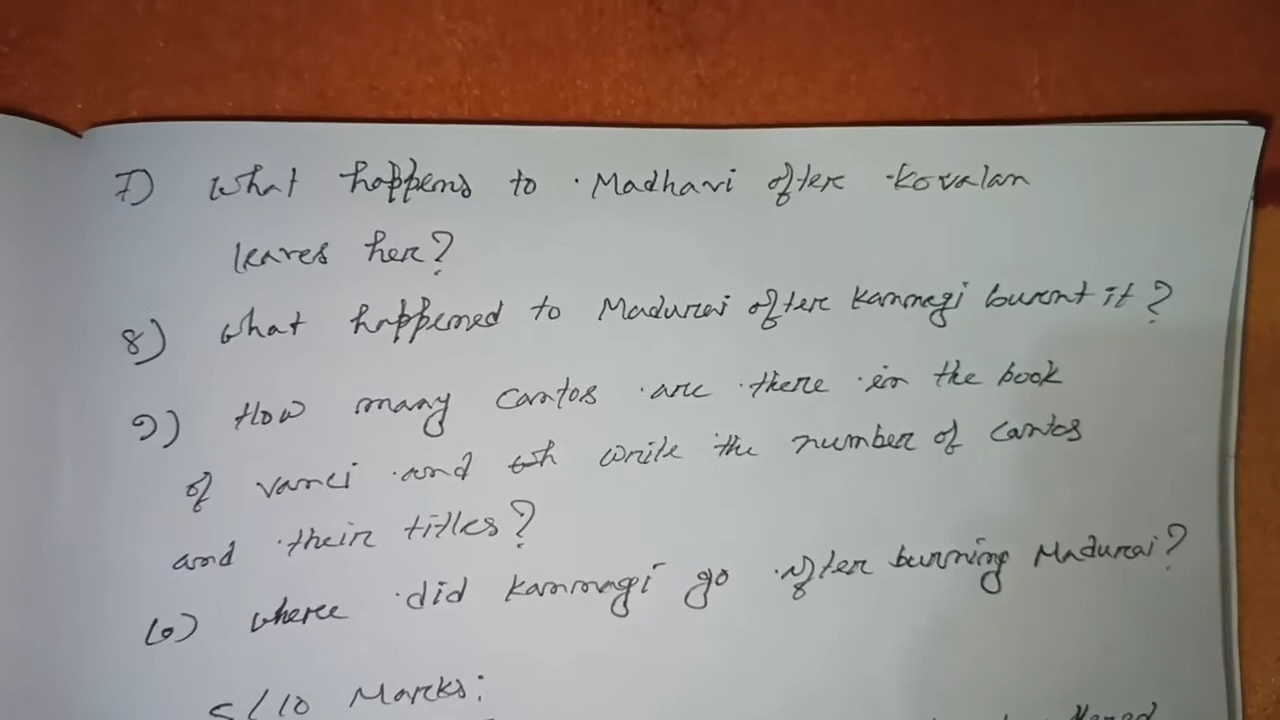 7) What happens to Madhavi after Kovalan
leaves her?
8) What happened to Madurai after Kannagi burnt it?
9) How many cantos are there in the book
of vanci and write the number of cantos
and their titles?
10) where did Kannagi go after burning Madurai?
5/10 Marks: